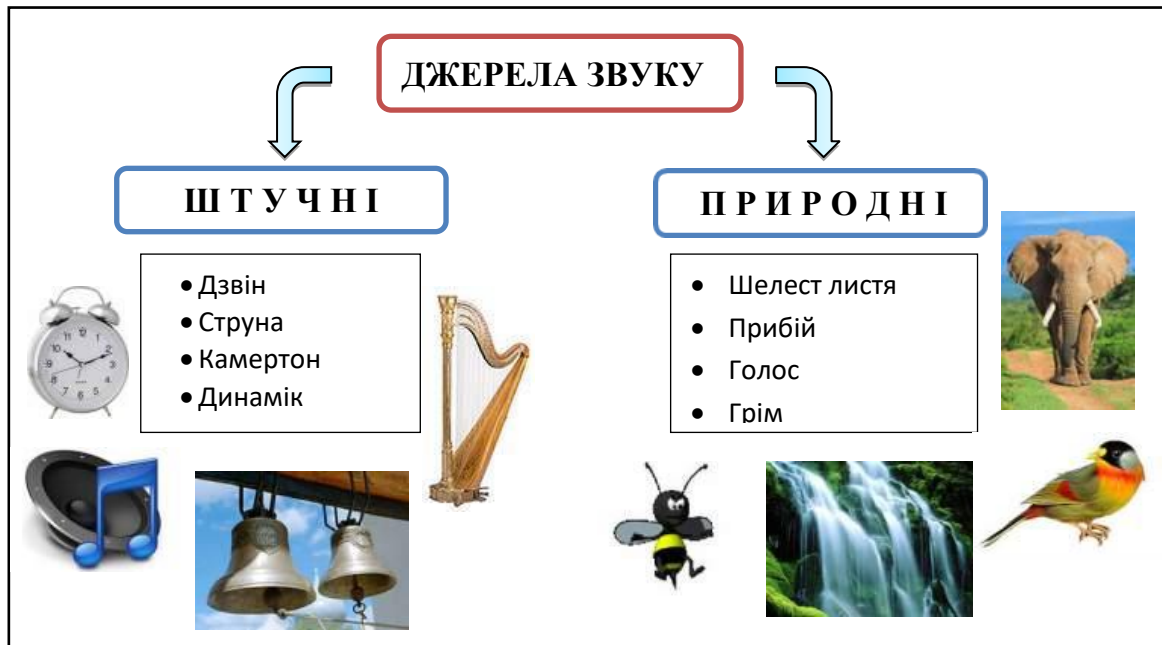 ДЖЕРЕЛА ЗВУКУ
Ш Т У Ч Н І
• Дзвін
• Струна
• Камертон
• Динамік
П Р И Р О Д Н І
• Шелест листя
• Прибій
• Голос
• Грім